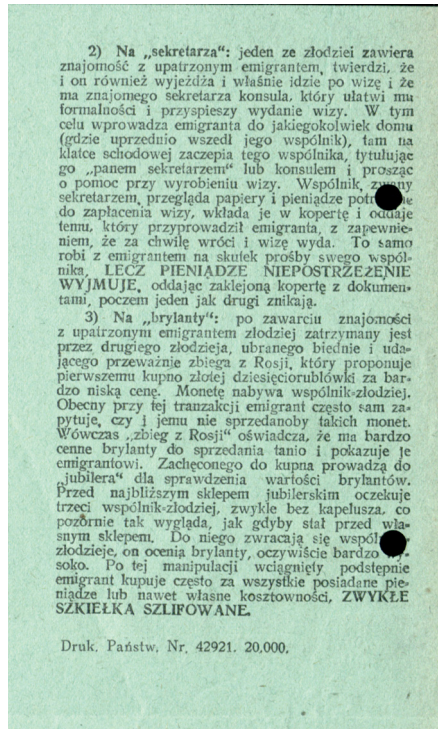 2) Na „sekretarza“: jeden ze złodziei zawiera
znajomość z upatrzonym emigrantem, twierdzi, że
i on również wyjeżdża i właśnie idzie po wizę i że
ma znajomego sekretarza konsula, który ułatwi mu
formalności i przyspieszy wydanie wizy. W tym
celu wprowadza emigranta do jakiegokolwiek domu
(gdzie uprzednio wszedł jego wspólnik), tam na
klatce schodowej zaczepia tego wspólnika, tytułując
go „panem sekretarzem“ lub konsulem i prosząc
o pomoc przy wyrobieniu wizy. Wspólnik, zwany
sekretarzem, przegląda papiery i pieniądze
do zapłacenia wizy, wkłada je w kopertę i oddaje
temu, który przyprowadził emigranta, z zapewnie-
niem, że za chwilę wróci i wizę wyda. To samo
robi z emigrantem na skutek prośby swego wspól-
nika, LECZ PIENIĄDZE NIEPOSTRZEŻENIE
WYJMUJE, oddając zaklejoną kopertę z dokumen-
tami, poczem jeden jak drugi znikają.
3) Na „brylanty“: po zawarciu znajomości
z upatrzonym emigrantem złodziej zatrzymany jest
przez drugiego złodzieja, ubranego biednie i uda-
jącego przeważnie zbiega z Rosji, który proponuje
pierwszemu kupno złotej dziesięciorublówki za bar-
dzo niską cenę. Monetę nabywa wspólnik-złodziej.
Obecny przy tej tranzakcji emigrant często sam za-
pytuje, czy i jemu nie sprzedanoby takich monet.
Wówczas „zbieg z Rosji“ oświadcza, że ma bardzo
cenne brylanty do sprzedania tanio i pokazuje je
emigrantowi. Zachęconego do kupna prowadzą do
„jubilera“ dla sprawdzenia wartości brylantów.
Przed najbliższym sklepem jubilerskim oczekuje
trzeci wspólnik-złodziej, zwykle bez kapelusza, co
pozornie tak wygląda, jak gdyby stał przed wła-
snym sklepem. Do niego zwracają się
złodzieje, on ocenia brylanty, oczywiście bardzo
soko. Po tej manipulacji wciągnięty podstępnie
emigrant kupuje często za wszystkie posiadane pie-
niądze lub nawet własne kosztowności, ZWYKŁE
SZKIEŁKA SZLIFOWANE.
Druk. Państw. Nr. 42921. 20.000.